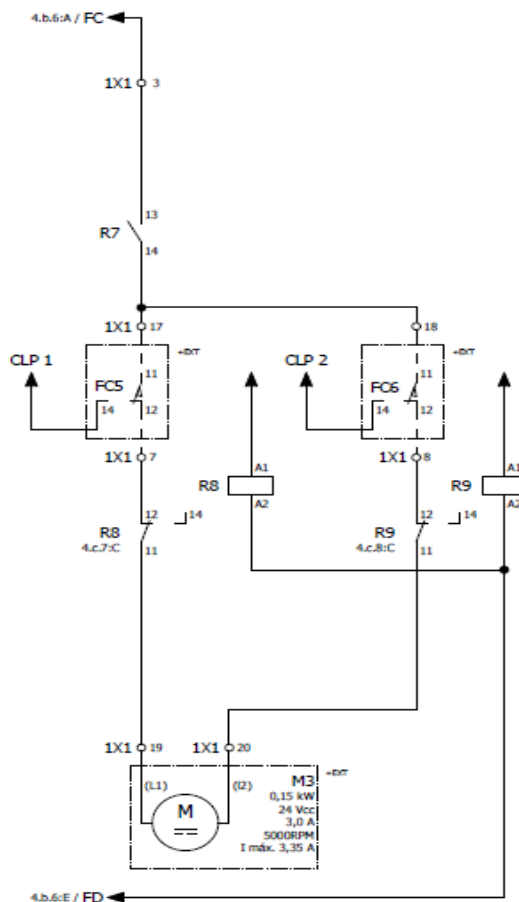 4.b.6:A / FC
1X1 3
13
R7
14
1X1 17
18
CLP 1
+EXT
CLP 2
+EXT
11
FC5
14 12
11
FC6
14 12
1X1 7
1X1 8
A1
R8
A2
A1
R9
A2
12 14
R8
4.c.7:C 11
12 14
R9
4.c.8:C 11
1X1 19
1X1 20
(L1)
(l2)
M3
+EXT
0,15 kW
24 Vcc
3,0 A
5000RPM
I máx. 3,35 A
M
4.b.6:E / FD